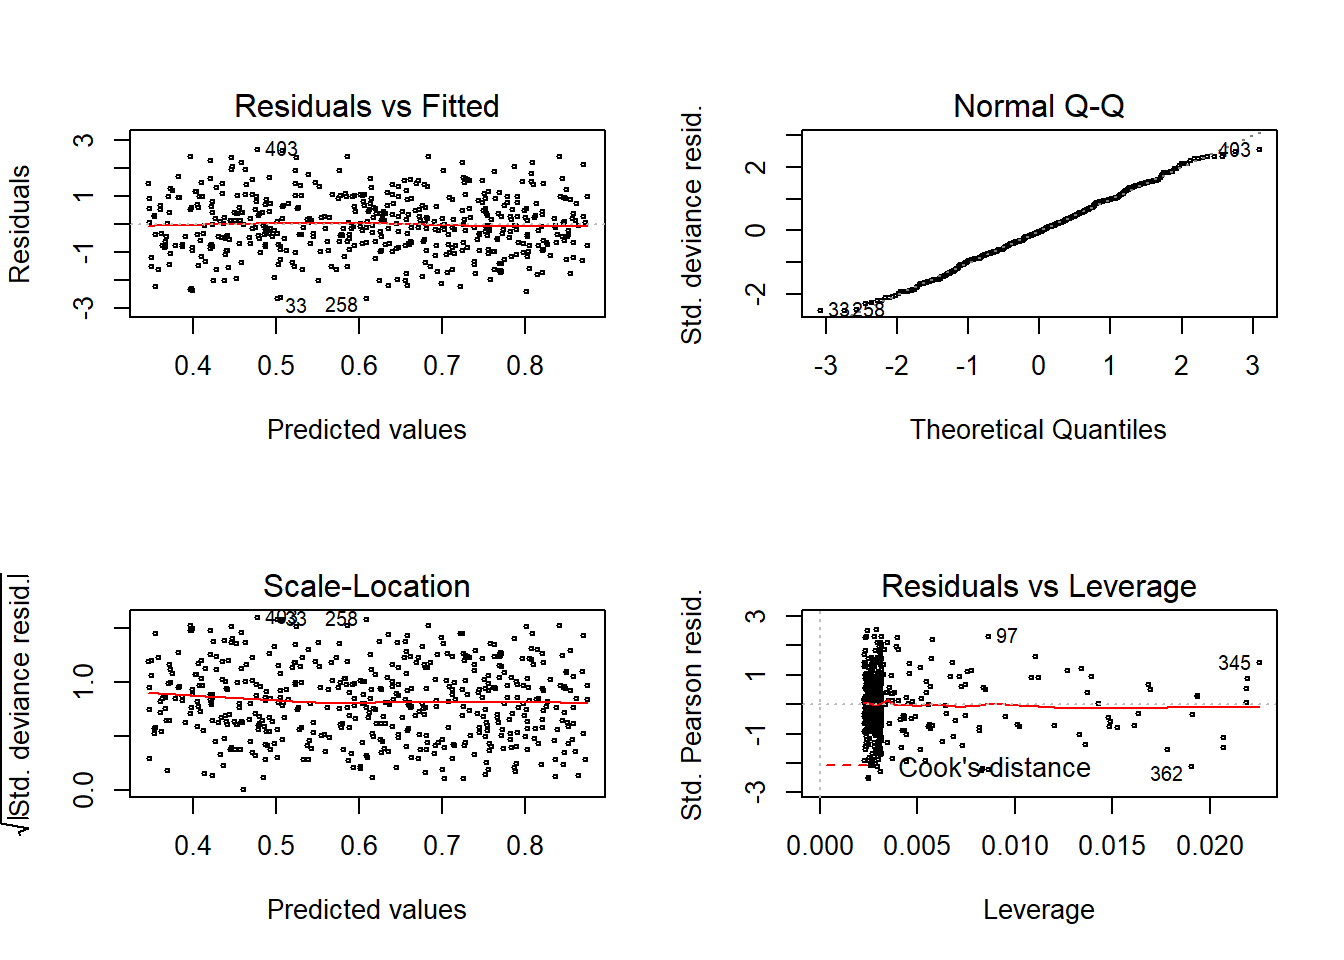 Residuals vs Fitted
Residuals
3
1
-1
-3
403
33
258
0.4 0.5 0.6 0.7 0.8
Predicted values
Normal Q-Q
Std. deviance resid.
2
0
-2
403
33
258
-3 -2 -1 0 1 2 3
Theoretical Quantiles
Scale-Location
√|Std. deviance resid.|
1.0
0.0
403
33
258
0.4 0.5 0.6 0.7 0.8
Predicted values
Residuals vs Leverage
Std. Pearson resid.
3
1
-1
-3
97
345
Cook's distance
362
0.000 0.005 0.010 0.015 0.020
Leverage